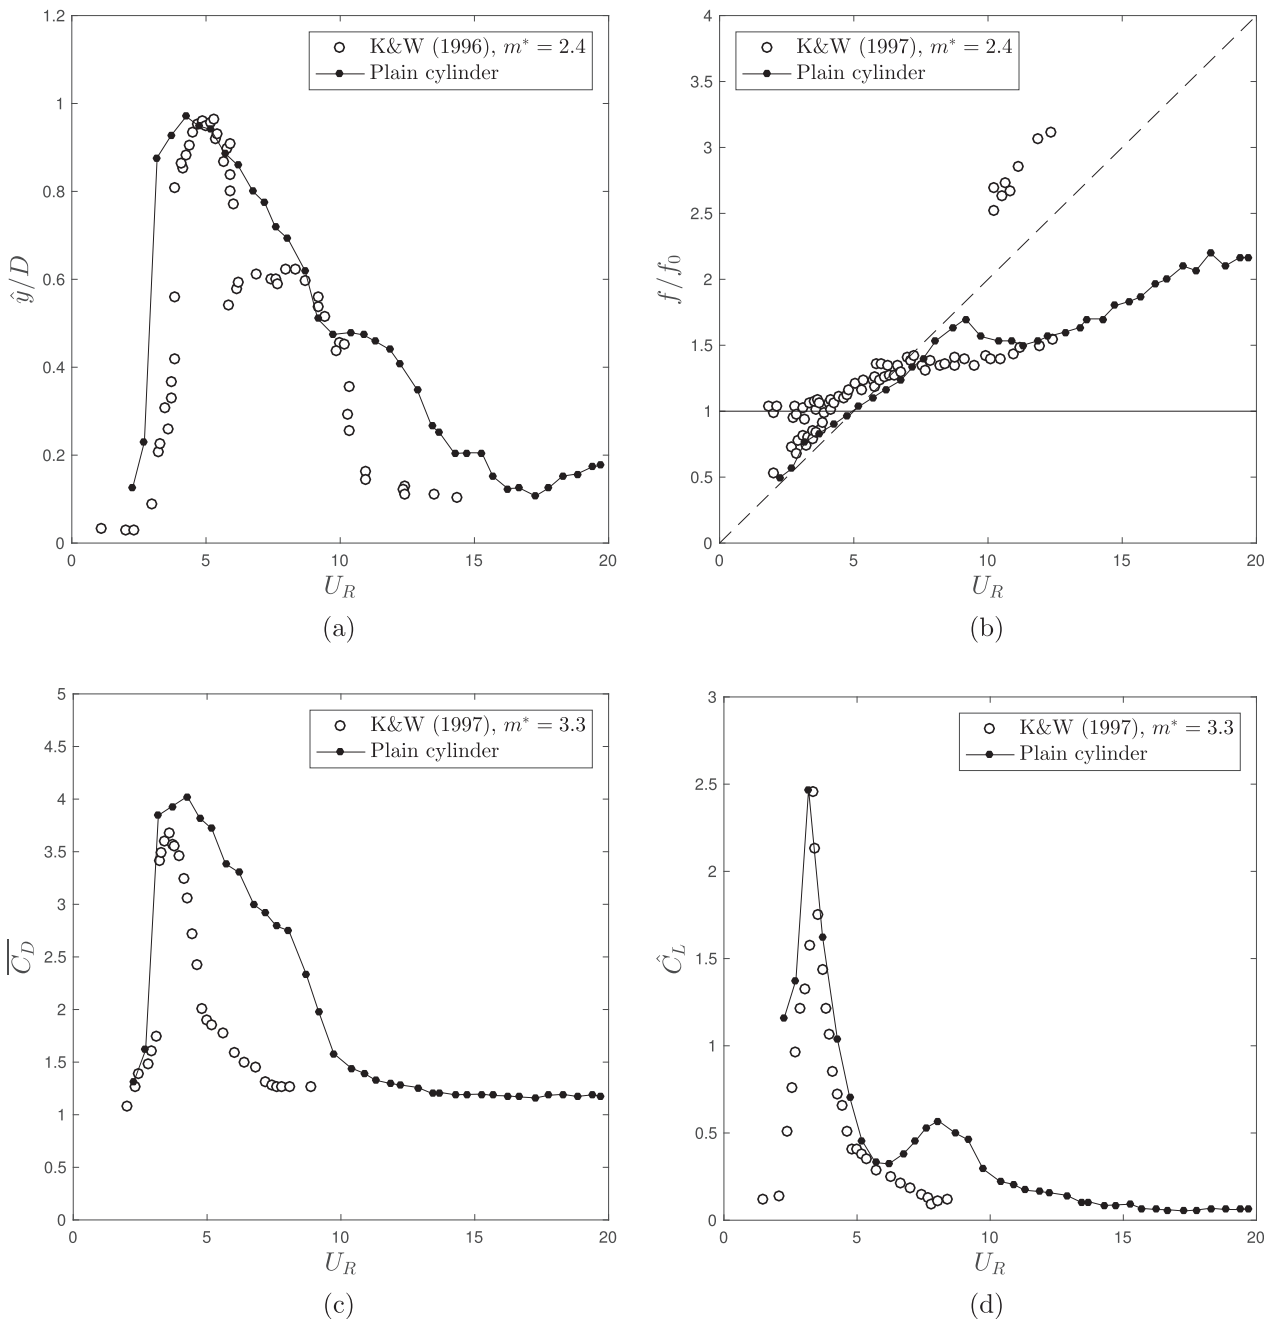 1.2
1
0.8
0.6
0.4
0.2
0
0 5 10 15 20
ŷ/D
U_R
K&W (1996), m* = 2.4
Plain cylinder
(a)
4
3.5
3
2.5
2
1.5
1
0.5
0
0 5 10 15 20
f/f_0
U_R
K&W (1997), m* = 2.4
Plain cylinder
(b)
5
4.5
4
3.5
3
2.5
2
1.5
1
0.5
0
0 5 10 15 20
C̅_D
U_R
K&W (1997), m* = 3.3
Plain cylinder
(c)
3
2.5
2
1.5
1
0.5
0
0 5 10 15 20
Ĉ_L
U_R
K&W (1997), m* = 3.3
Plain cylinder
(d)